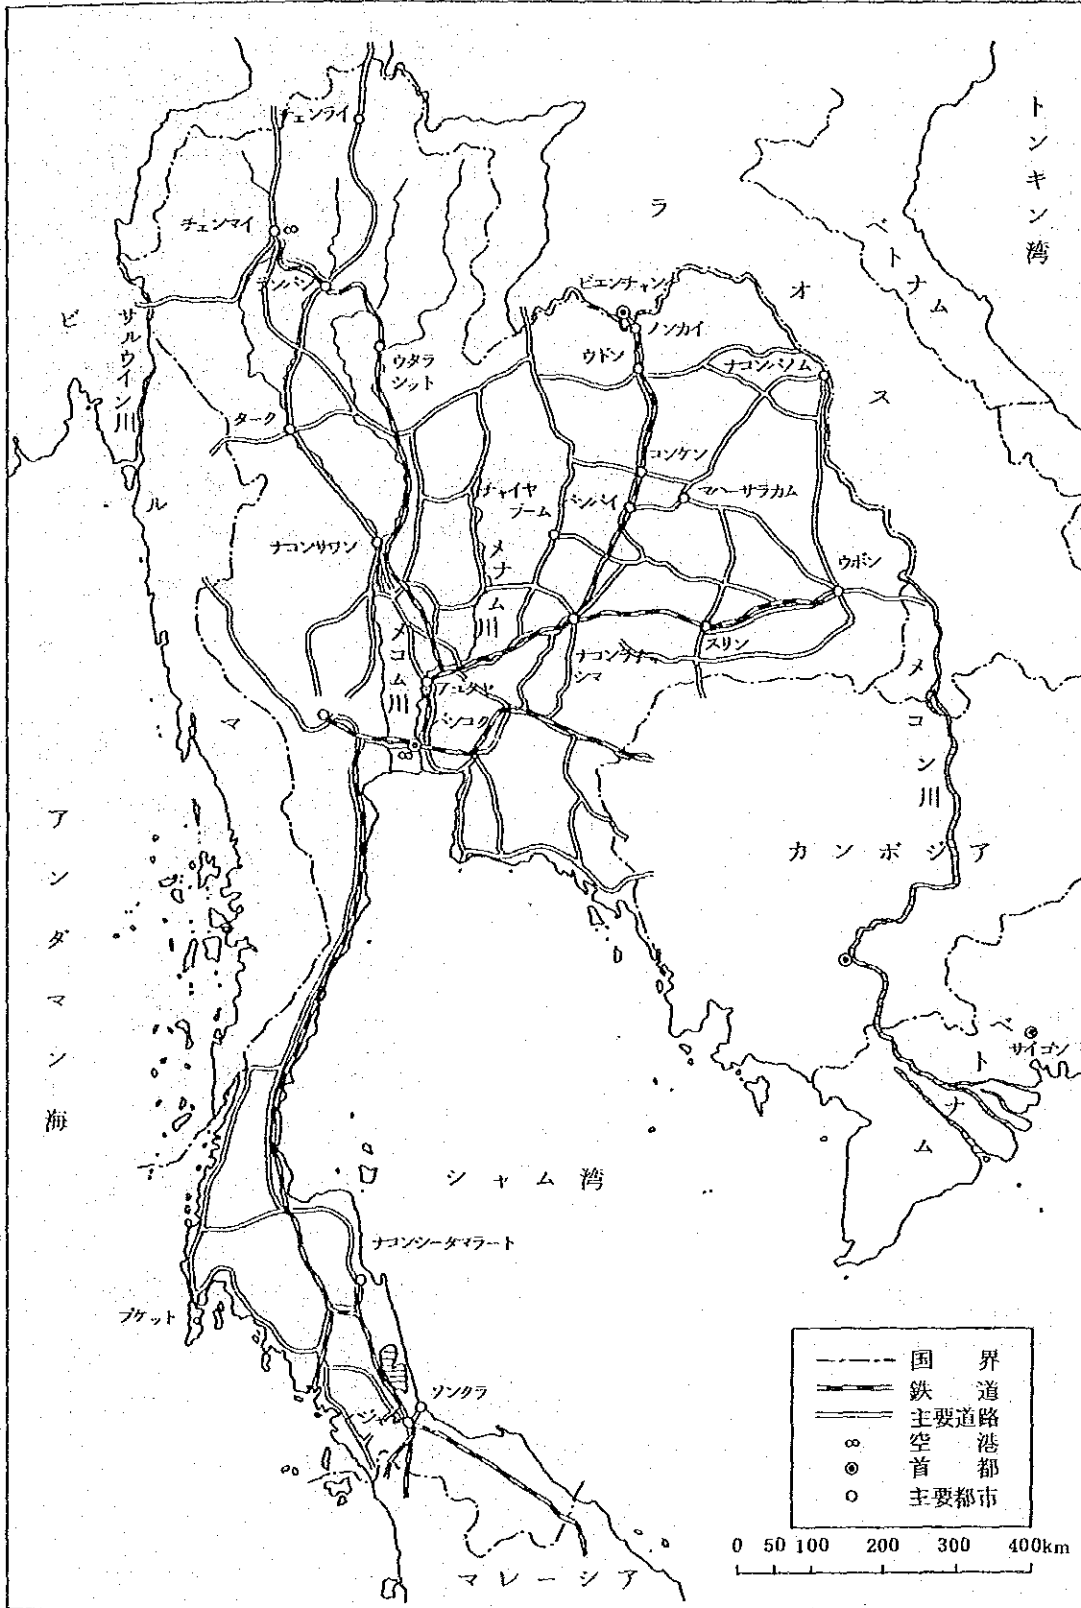 トンキン湾
チェンライ
ラオス
ベトナム
チェンマイ
ビルマ
サルウイン川
ランパン
ビエンチャン
ノンカイ
ウタラ
シット
ウドン
ナコンパノム
ターク
コンケン
マハーサラカム
チャイヤ
プーム
バンパイ
ナコンサワン
メナム川
ウボン
メコム川
スリン
ナコンラチャ
シマ
アユタヤ
バンコク
メコン川
アンダマン海
カンボジア
ベトナム
サイゴン
シャム湾
ナコンシータマラート
プケット
ソンクラ
マレーシア
国界
鉄道
主要道路
空港
首都
主要都市
0 50 100 200 300 400km